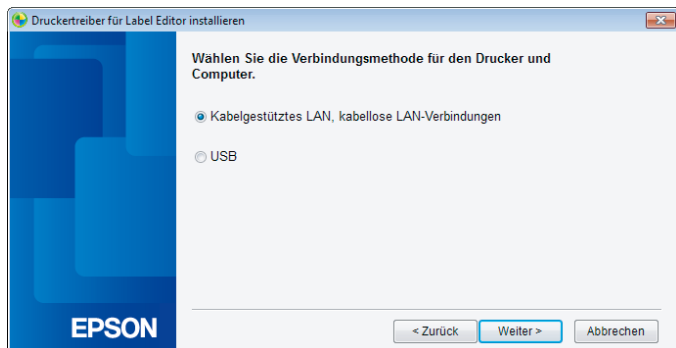 Druckertreiber für Label Editor installieren
Wählen Sie die Verbindungsmethode für den Drucker und
Computer.
Kabelgestütztes LAN, kabellose LAN-Verbindungen
USB
EPSON
< Zurück
Weiter >
Abbrechen